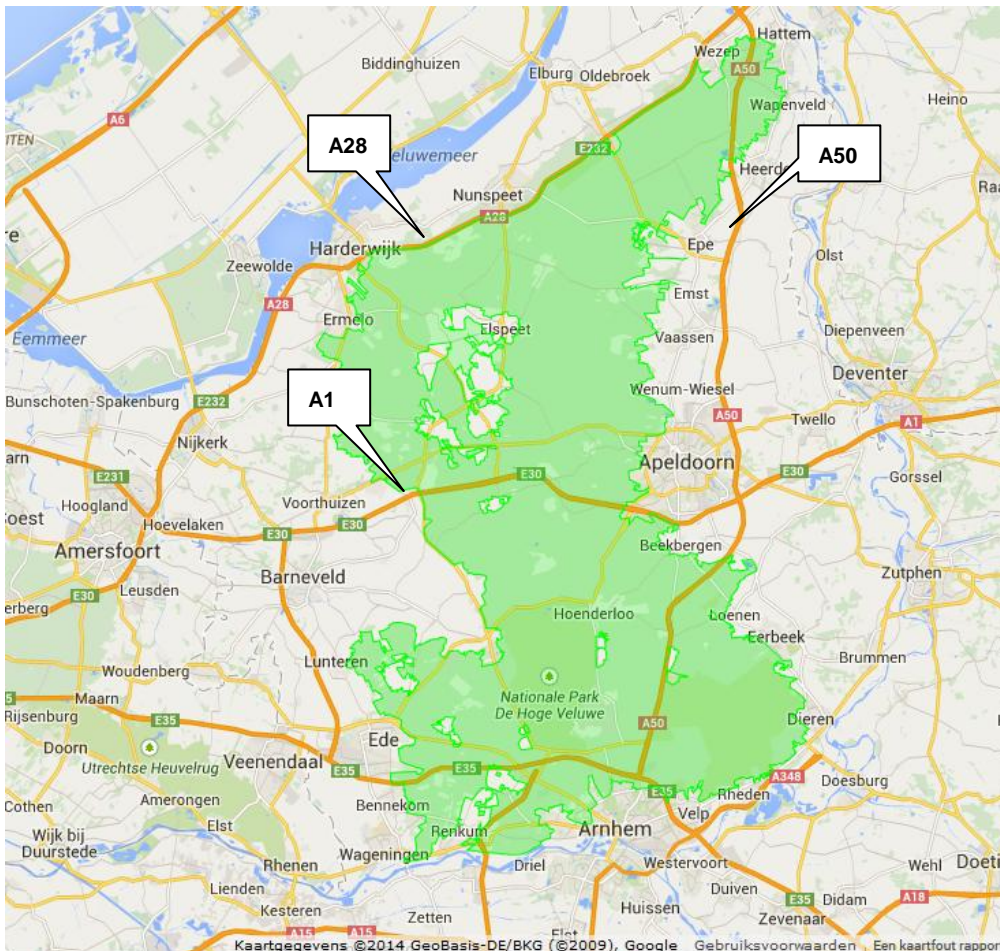 Hattem
Wezep
Biddinghuizen
Elburg
Oldebroek
A50
Wapenveld
Heino
A6
A28
E232
A50
Nunspeet
A28
Harderwijk
Epe
Zeewolde
Olst
A28
Emst
Ermelo
Elspeet
Vaassen
Diepenveen
Eemmeer
Deventer
A1
Wenum-Wiesel
Bunschoten-Spakenburg
E232
A50
Twello
A1
Nijkerk
Apeldoorn
E30
E30
E231
Gorssel
Hoogland
Voorthuizen
Hoevelaken
E30
E30
Beekbergen
Amersfoort
Barneveld
Zutphen
E30
Leusden
Hoenderloo
Loenen
Eerbeek
Lunteren
Brummen
Woudenberg
Maarn
Nationale Park
De Hoge Veluwe
Rijsenburg
E35
A50
Dieren
Doorn
Ede
Utrechtse Heuvelrug
Veenendaal
E35
E35
A348
Doesburg
Cothen
Amerongen
Bennekom
E35
Rheden
Elst
Velp
Renkum
Arnhem
Wijk bij
Duurstede
Wageningen
Rhenen
Driel
Westervoort
Wehl
Lienden
Duiven
Kesteren
Huissen
E35
Didam
A18
Zetten
Zevenaar
A15
A15
Kaartgegevens ©2014 GeoBasis-DE/BKG (©2009), Google
Gebruiksvoorwaarden
Een kaartfout rappor